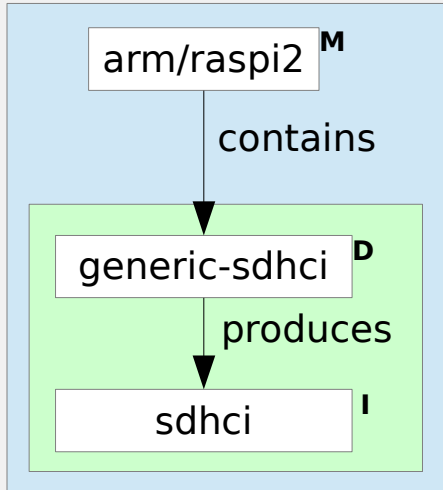 arm/raspi2 M
contains
generic-sdhci D
produces
sdhci I